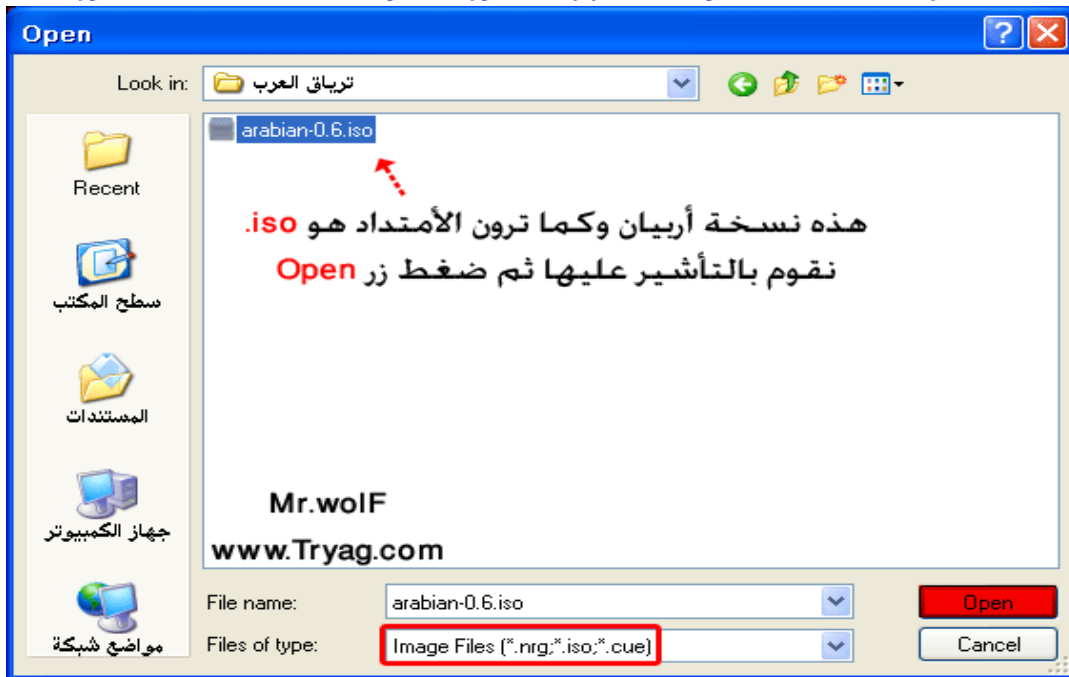 Open
Look in:
ترياق العرب
arabian-0.6.iso
Recent
هذه نسخة أربيان وكما ترون الأمتداد هو iso.
نقوم بالتأشير عليها ثم ضغط زر Open
سطح المكتب
المستندات
جهاز الكمبيوتر
مواضع شبكة
Mr.wolF
www.Tryag.com
File name:
arabian-0.6.iso
Open
Files of type:
Image Files (*.nrg;*.iso;*.cue)
Cancel